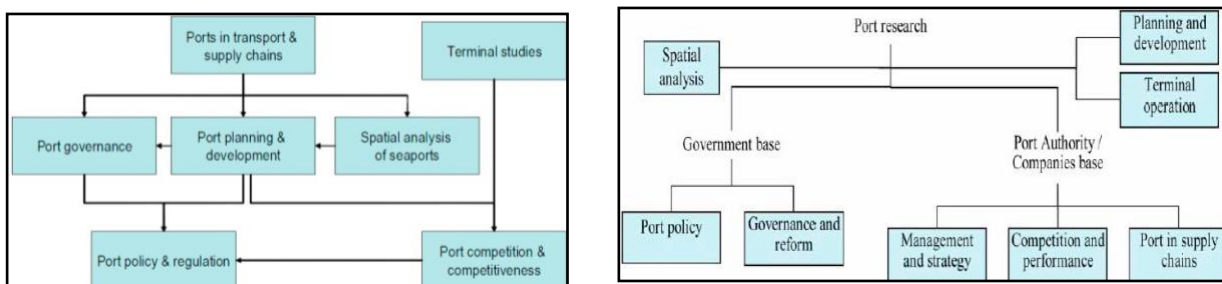 Ports in transport &
supply chains
Terminal studies
Port governance
Port planning &
development
Spatial analysis
of seaports
Port policy & regulation
Port competition &
competitiveness
Port research
Spatial
analysis
Planning and
development
Terminal
operation
Government base
Port Authority /
Companies base
Port policy
Governance and
reform
Management
and strategy
Competition and
performance
Port in supply
chains